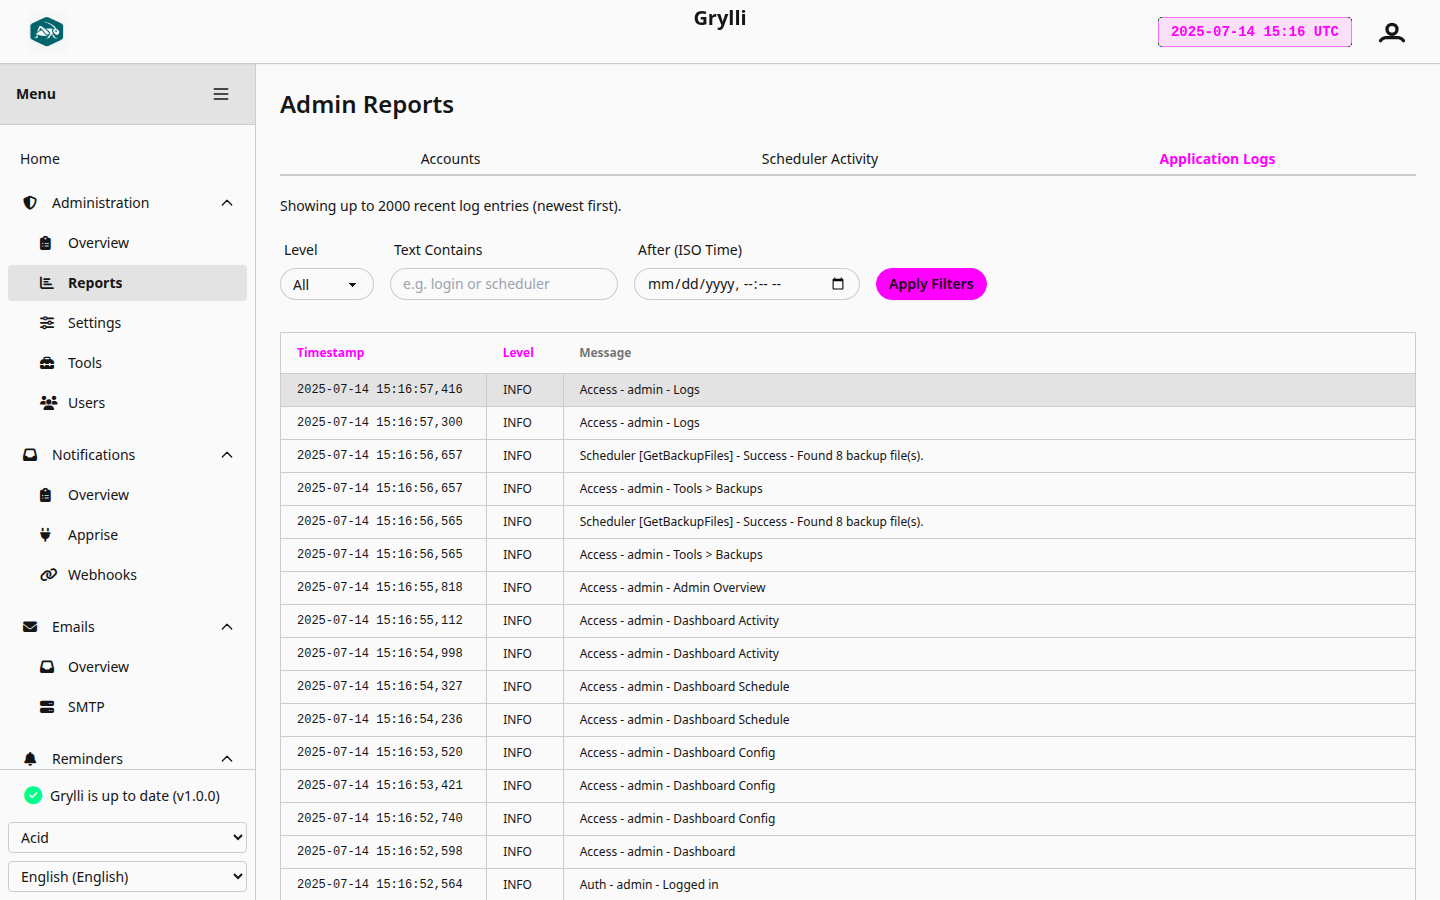 Grylli
2025-07-14 15:16 UTC
Menu
Home
Administration
Overview
Reports
Settings
Tools
Users
Notifications
Overview
Apprise
Webhooks
Emails
Overview
SMTP
Reminders
Grylli is up to date (v1.0.0)
Acid
English (English)
Admin Reports
Accounts Scheduler Activity Application Logs
Showing up to 2000 recent log entries (newest first).
Level Text Contains After (ISO Time)
All e.g. login or scheduler mm/dd/yyyy, --:-- -- Apply Filters
Timestamp Level Message
2025-07-14 15:16:57,416 INFO Access - admin - Logs
2025-07-14 15:16:57,300 INFO Access - admin - Logs
2025-07-14 15:16:56,657 INFO Scheduler [GetBackupFiles] - Success - Found 8 backup file(s).
2025-07-14 15:16:56,657 INFO Access - admin - Tools > Backups
2025-07-14 15:16:56,565 INFO Scheduler [GetBackupFiles] - Success - Found 8 backup file(s).
2025-07-14 15:16:56,565 INFO Access - admin - Tools > Backups
2025-07-14 15:16:55,818 INFO Access - admin - Admin Overview
2025-07-14 15:16:55,112 INFO Access - admin - Dashboard Activity
2025-07-14 15:16:54,998 INFO Access - admin - Dashboard Activity
2025-07-14 15:16:54,327 INFO Access - admin - Dashboard Schedule
2025-07-14 15:16:54,236 INFO Access - admin - Dashboard Schedule
2025-07-14 15:16:53,520 INFO Access - admin - Dashboard Config
2025-07-14 15:16:53,421 INFO Access - admin - Dashboard Config
2025-07-14 15:16:52,740 INFO Access - admin - Dashboard Config
2025-07-14 15:16:52,598 INFO Access - admin - Dashboard
2025-07-14 15:16:52,564 INFO Auth - admin - Logged in